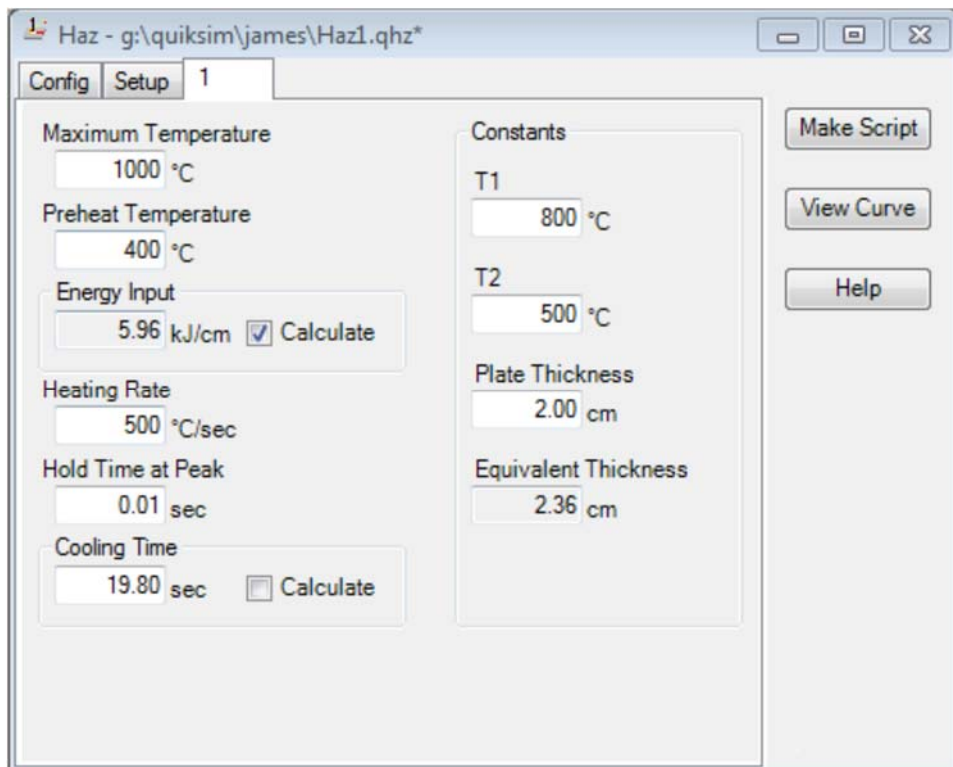 Haz - g:\quiksim\james\Haz1.qhz*
Config Setup 1
Maximum Temperature
1000 °C
Preheat Temperature
400 °C
Energy Input
5.96 kJ/cm Calculate
Heating Rate
500 °C/sec
Hold Time at Peak
0.01 sec
Cooling Time
19.80 sec Calculate
Constants
T1
800 °C
T2
500 °C
Plate Thickness
2.00 cm
Equivalent Thickness
2.36 cm
Make Script
View Curve
Help